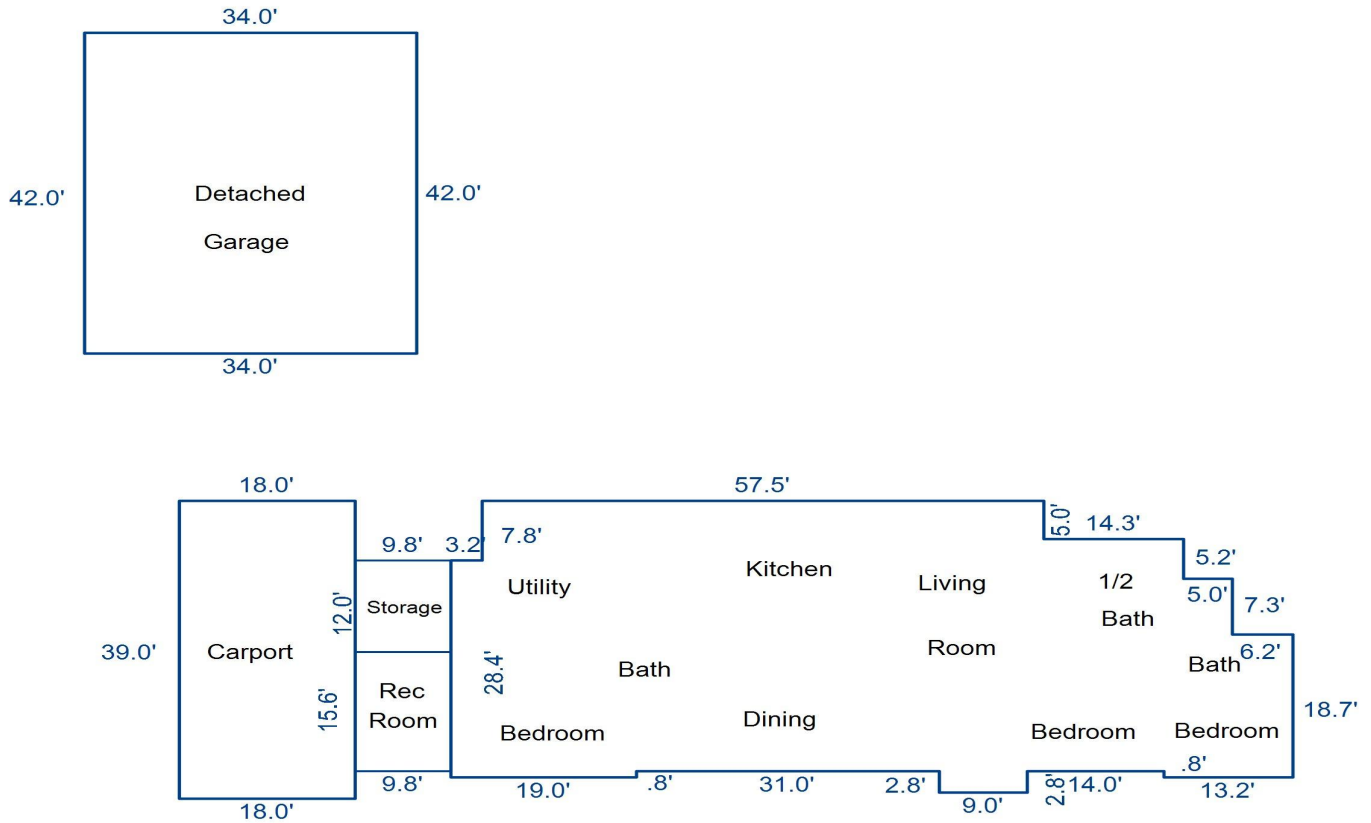 34.0'
42.0'
Detached
42.0'
Garage
34.0'
18.0'
57.5'
5.0'
14.3'
9.8'
3.2'
7.8'
5.2'
Utility
Kitchen
Living
1/2
5.0'
7.3'
12.0'
Storage
Bath
39.0'
Carport
Room
6.2'
28.4'
Bath
Bath
Rec
15.6'
Room
Dining
18.7'
Bedroom
Bedroom
Bedroom
.8'
9.8'
19.0'
.8'
31.0'
2.8'
2.8'
14.0'
13.2'
9.0'
18.0'